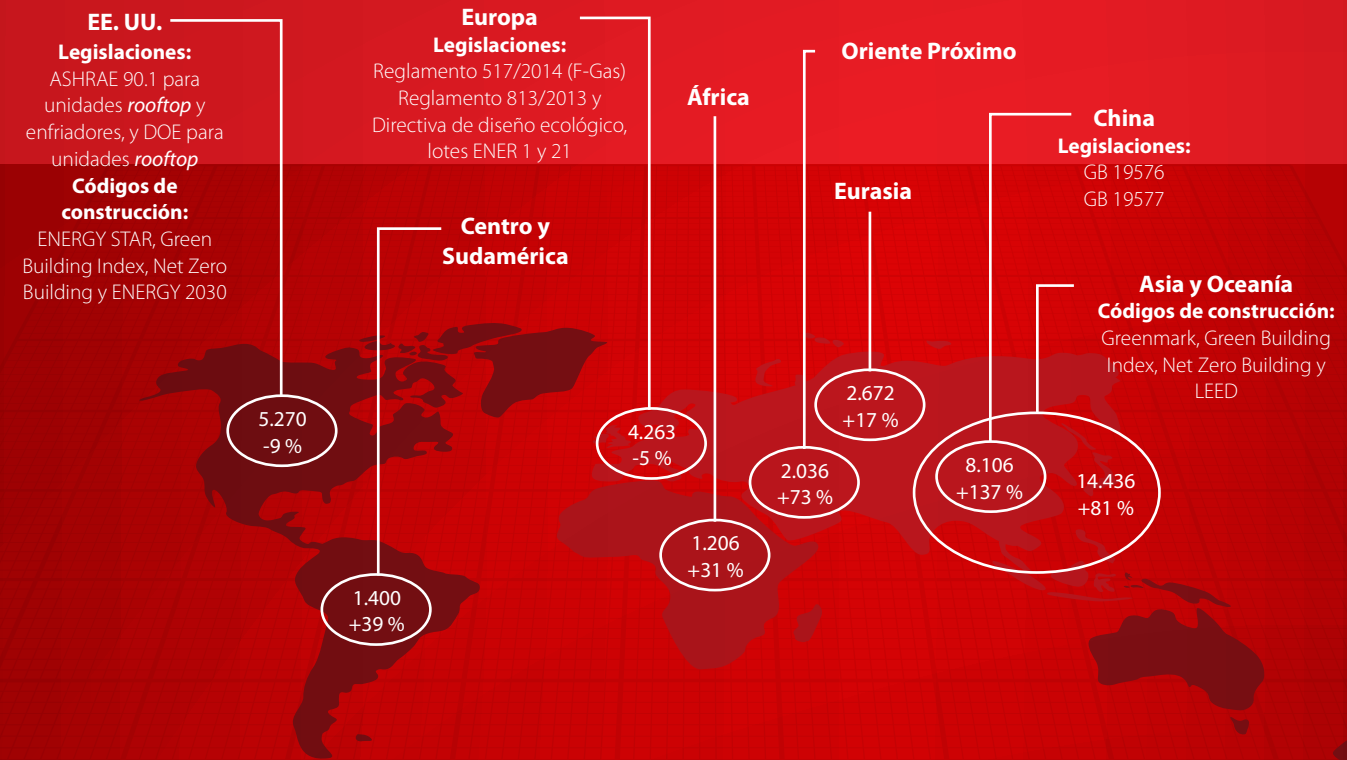 EE. UU.
Legislaciones:
ASHRAE 90.1 para
unidades rooftop y
enfriadores, y DOE para
unidades rooftop
Códigos de
construcción:
ENERGY STAR, Green
Building Index, Net Zero
Building y ENERGY 2030
Europa
Legislaciones:
Reglamento 517/2014 (F-Gas)
Reglamento 813/2013 y
Directiva de diseño ecológico,
lotes ENER 1 y 21
Centro y
Sudamérica
África
Oriente Próximo
Eurasia
China
Legislaciones:
GB 19576
GB 19577
Asia y Oceanía
Códigos de construcción:
Greenmark, Green Building
Index, Net Zero Building y
LEED
5.270
-9 %
1.400
+39 %
4.263
-5 %
1.206
+31 %
2.036
+73 %
2.672
+17 %
8.106
+137 %
14.436
+81 %